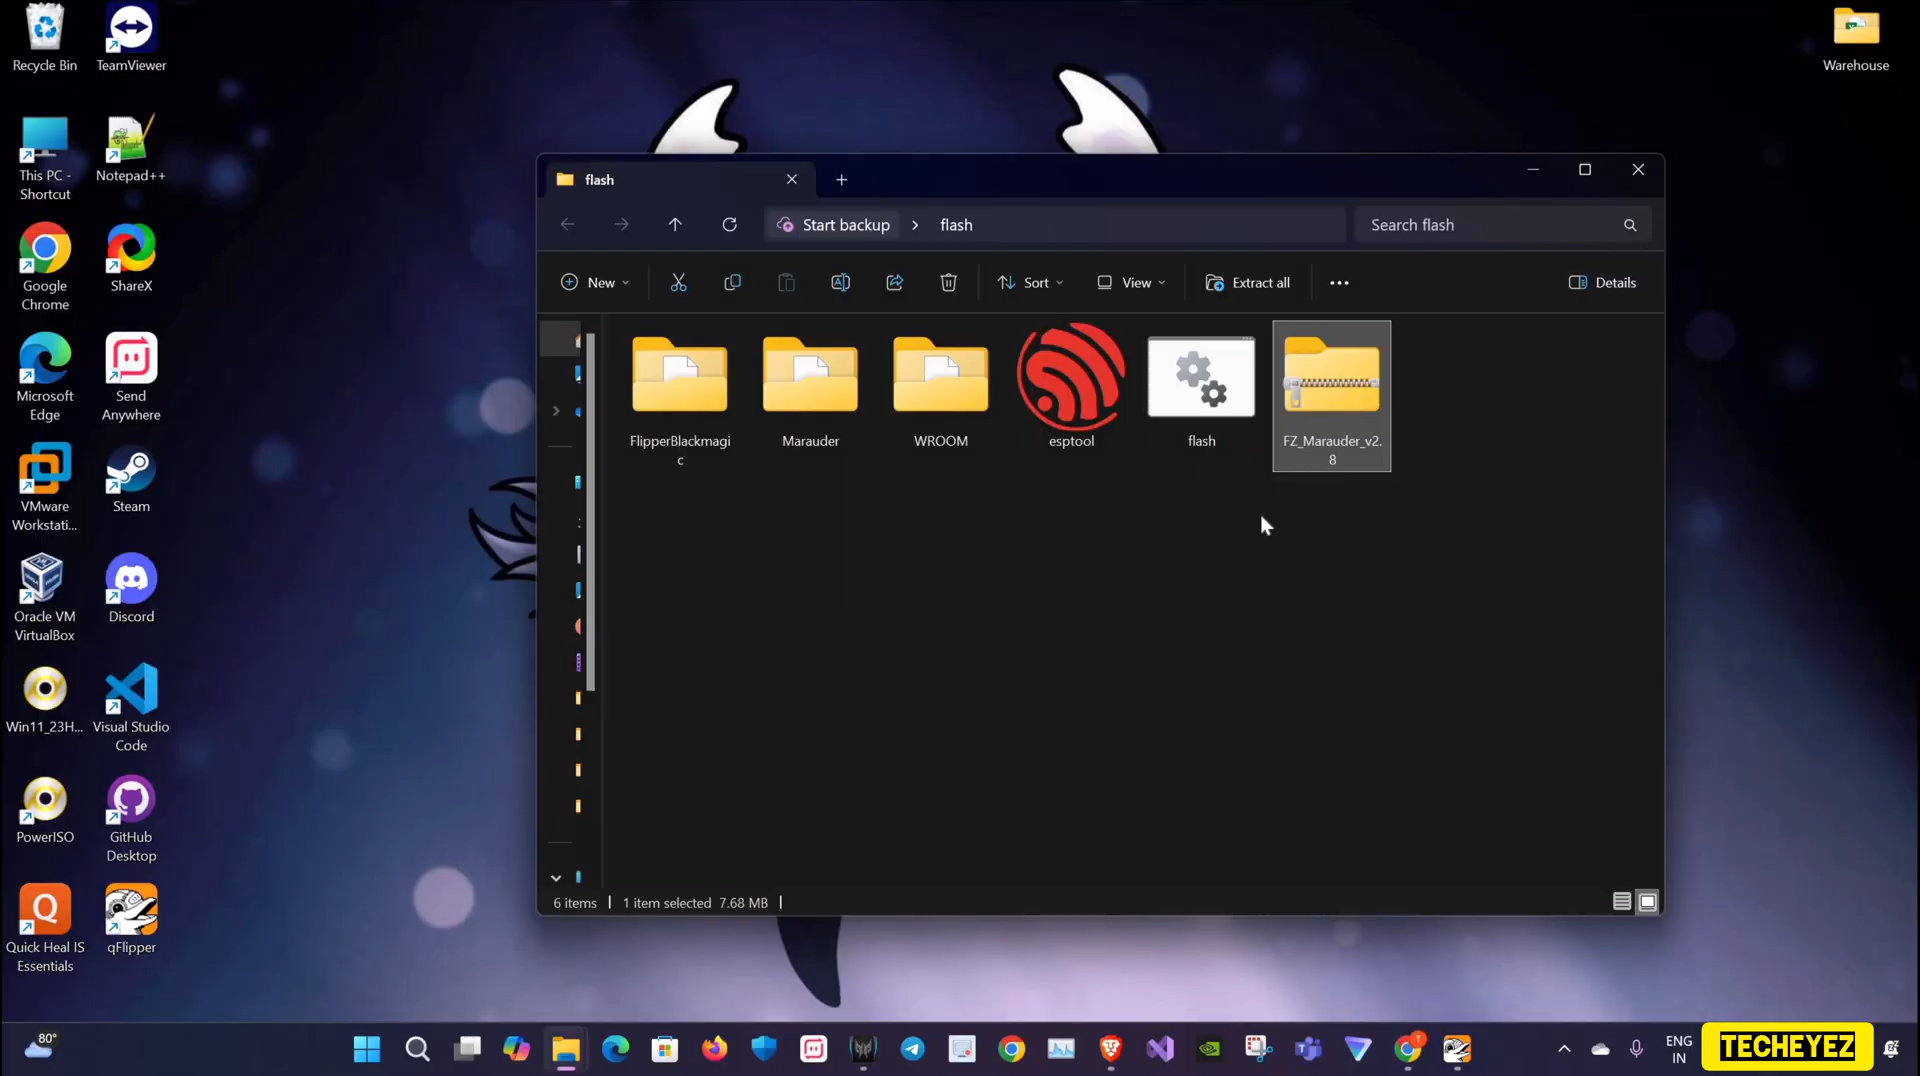 Recycle Bin
TeamViewer
Warehouse
This PC -
Shortcut
Notepad++
Google
Chrome
ShareX
Microsoft
Edge
Send
Anywhere
VMware
Workstati...
Steam
Oracle VM
VirtualBox
Discord
Win11_23H...
Visual Studio
Code
PowerISO
GitHub
Desktop
Quick Heal IS
Essentials
qFlipper
flash
Start backup
flash
Search flash
New
Sort
View
Extract all
Details
FlipperBlackmagi
c
Marauder
WROOM
esptool
flash
FZ_Marauder_v2.
8
6 items
1 item selected 7.68 MB
80°
ENG
IN
TECHEYEZ